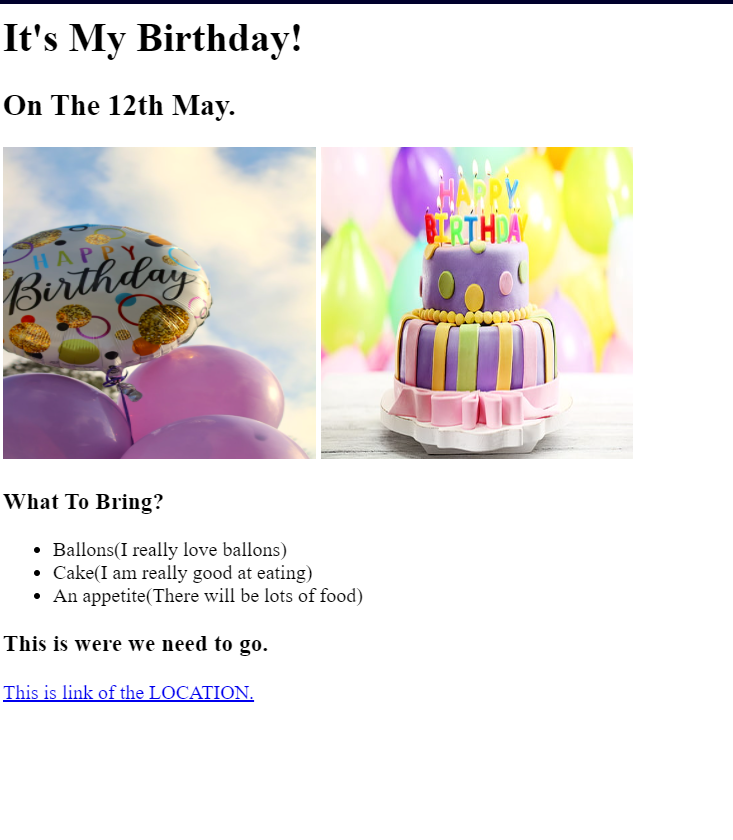 It's My Birthday!
On The 12th May.
HAPPY
Birthday
HAPPY
BIRTHDAY
What To Bring?
Ballons(I really love ballons)
Cake(I am really good at eating)
An appetite(There will be lots of food)
This is were we need to go.
This is link of the LOCATION.